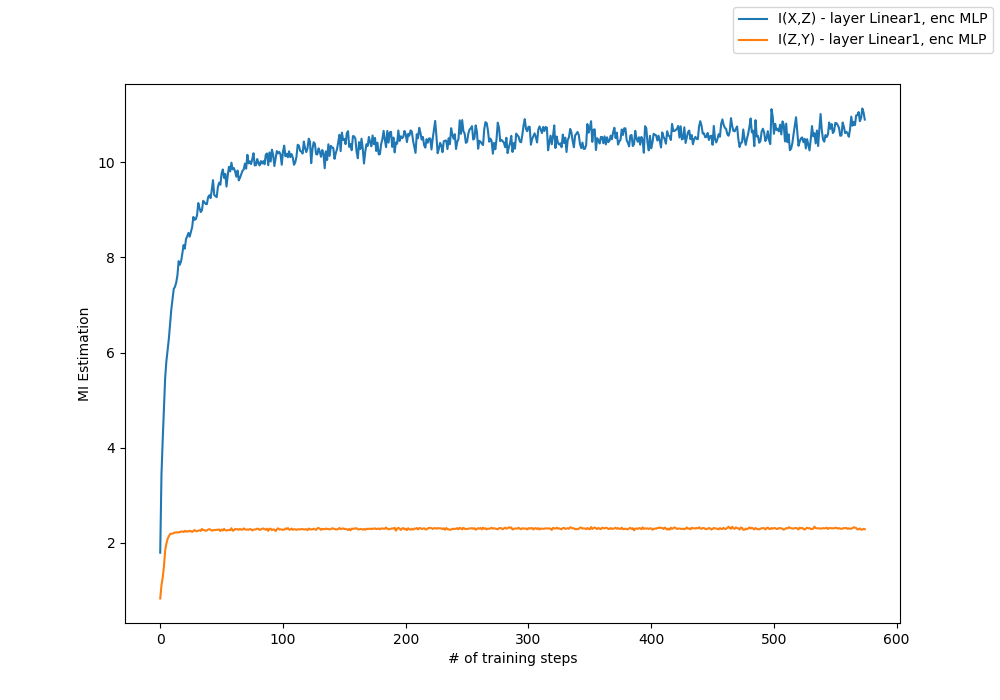 I(X,Z) - layer Linear1, enc MLP
I(Z,Y) - layer Linear1, enc MLP
10
8
6
4
2
MI Estimation
0 100 200 300 400 500 600
# of training steps